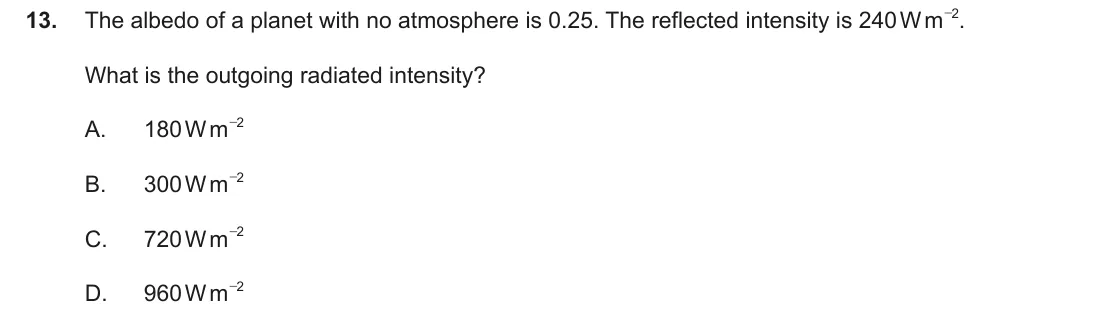 13. The albedo of a planet with no atmosphere is 0.25. The reflected intensity is 240 W m⁻².
What is the outgoing radiated intensity?
A. 180 W m⁻²
B. 300 W m⁻²
C. 720 W m⁻²
D. 960 W m⁻²